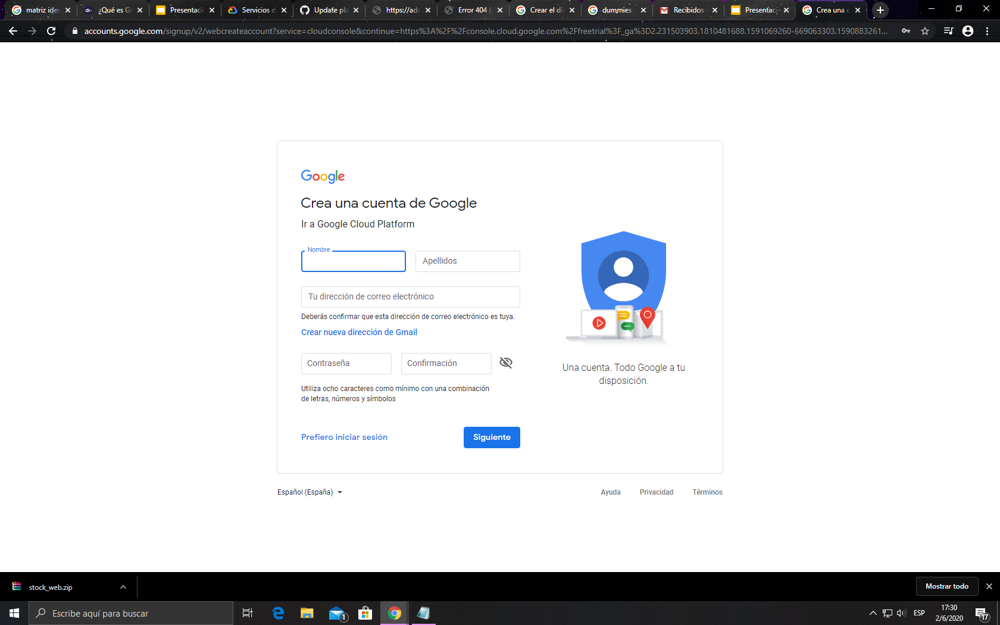 matriz ider
¿Qué es Ge
Presentació
Servicios d
Update pla
https://adr
Error 404 (
Crear el dir
dummies -
Recibidos (
Presentaci
Crea una c
accounts.google.com/signup/v2/webcreateaccount?service=cloudconsole&continue=https%3A%2F%2Fconsole.cloud.google.com%2Ffreetrial%3F_ga%3D2.231503903.1810481688.1591069260-669063303.1590883261...
Google
Crea una cuenta de Google
Ir a Google Cloud Platform
Nombre
Apellidos
Tu dirección de correo electrónico
Deberás confirmar que esta dirección de correo electrónico es tuya.
Crear nueva dirección de Gmail
Contraseña
Confirmación
Utiliza ocho caracteres como mínimo con una combinación
de letras, números y símbolos
Una cuenta. Todo Google a tu
disposición.
Prefiero iniciar sesión
Siguiente
Español (España)
Ayuda
Privacidad
Términos
stock_web.zip
Mostrar todo
Escribe aquí para buscar
1
ESP
17:30
2/6/2020
17